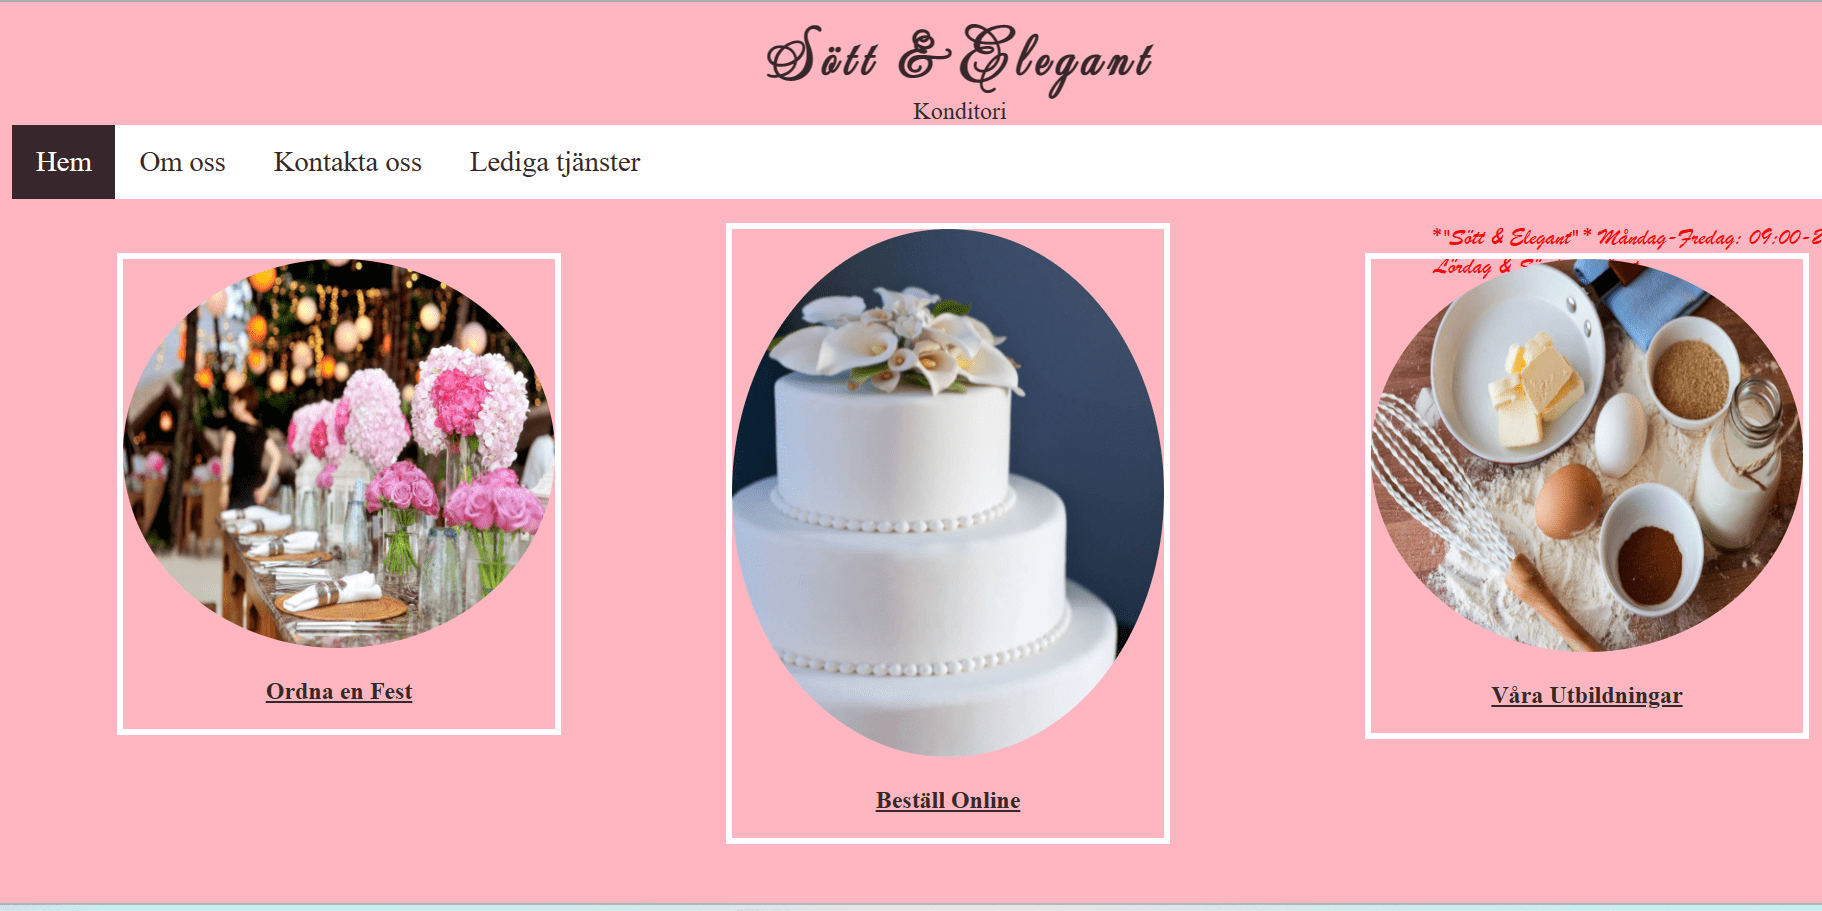 Sött & Elegant
Konditori
Hem Om oss Kontakta oss Lediga tjänster
*"Sött & Elegant" * Måndag-Fredag: 09:00-2
Lördag &
Ordna en Fest
Beställ Online
Våra Utbildningar